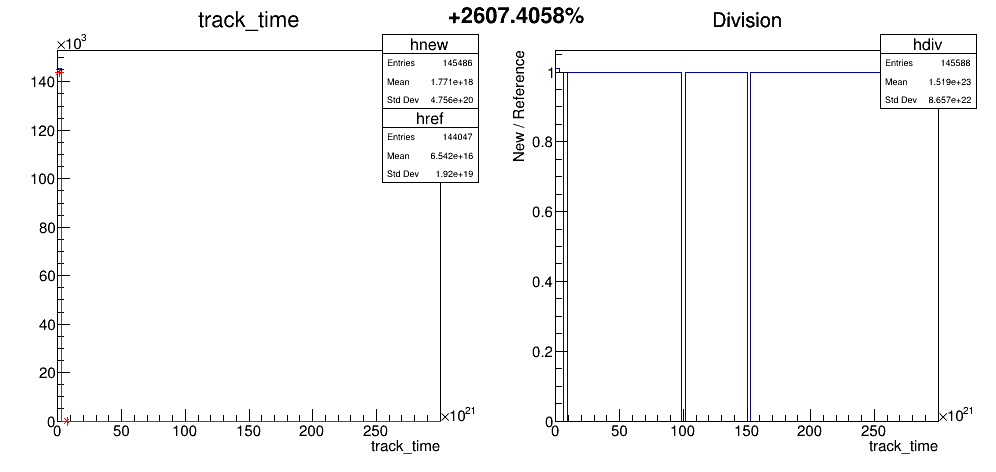 track_time
+2607.4058%
Division
×10³
hnew
Entries 145486
Mean 1.771e+18
Std Dev 4.756e+20
href
Entries 144047
Mean 6.542e+16
Std Dev 1.92e+19
140
120
100
80
60
40
20
0
0 50 100 150 200 250
×10²¹
track_time
hdiv
Entries 145588
Mean 1.519e+23
Std Dev 8.657e+22
New / Reference
1
0.8
0.6
0.4
0.2
0
0 50 100 150 200 250
×10²¹
track_time